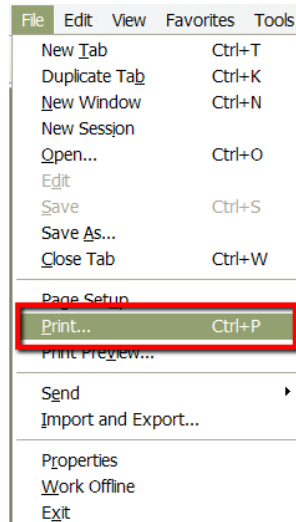 File Edit View Favorites Tools
New Tab Ctrl+T
Duplicate Tab Ctrl+K
New Window Ctrl+N
New Session
Open... Ctrl+O
Edit
Save Ctrl+S
Save As...
Close Tab Ctrl+W
Page Setup
Print... Ctrl+P
Print Preview...
Send
Import and Export...
Properties
Work Offline
Exit